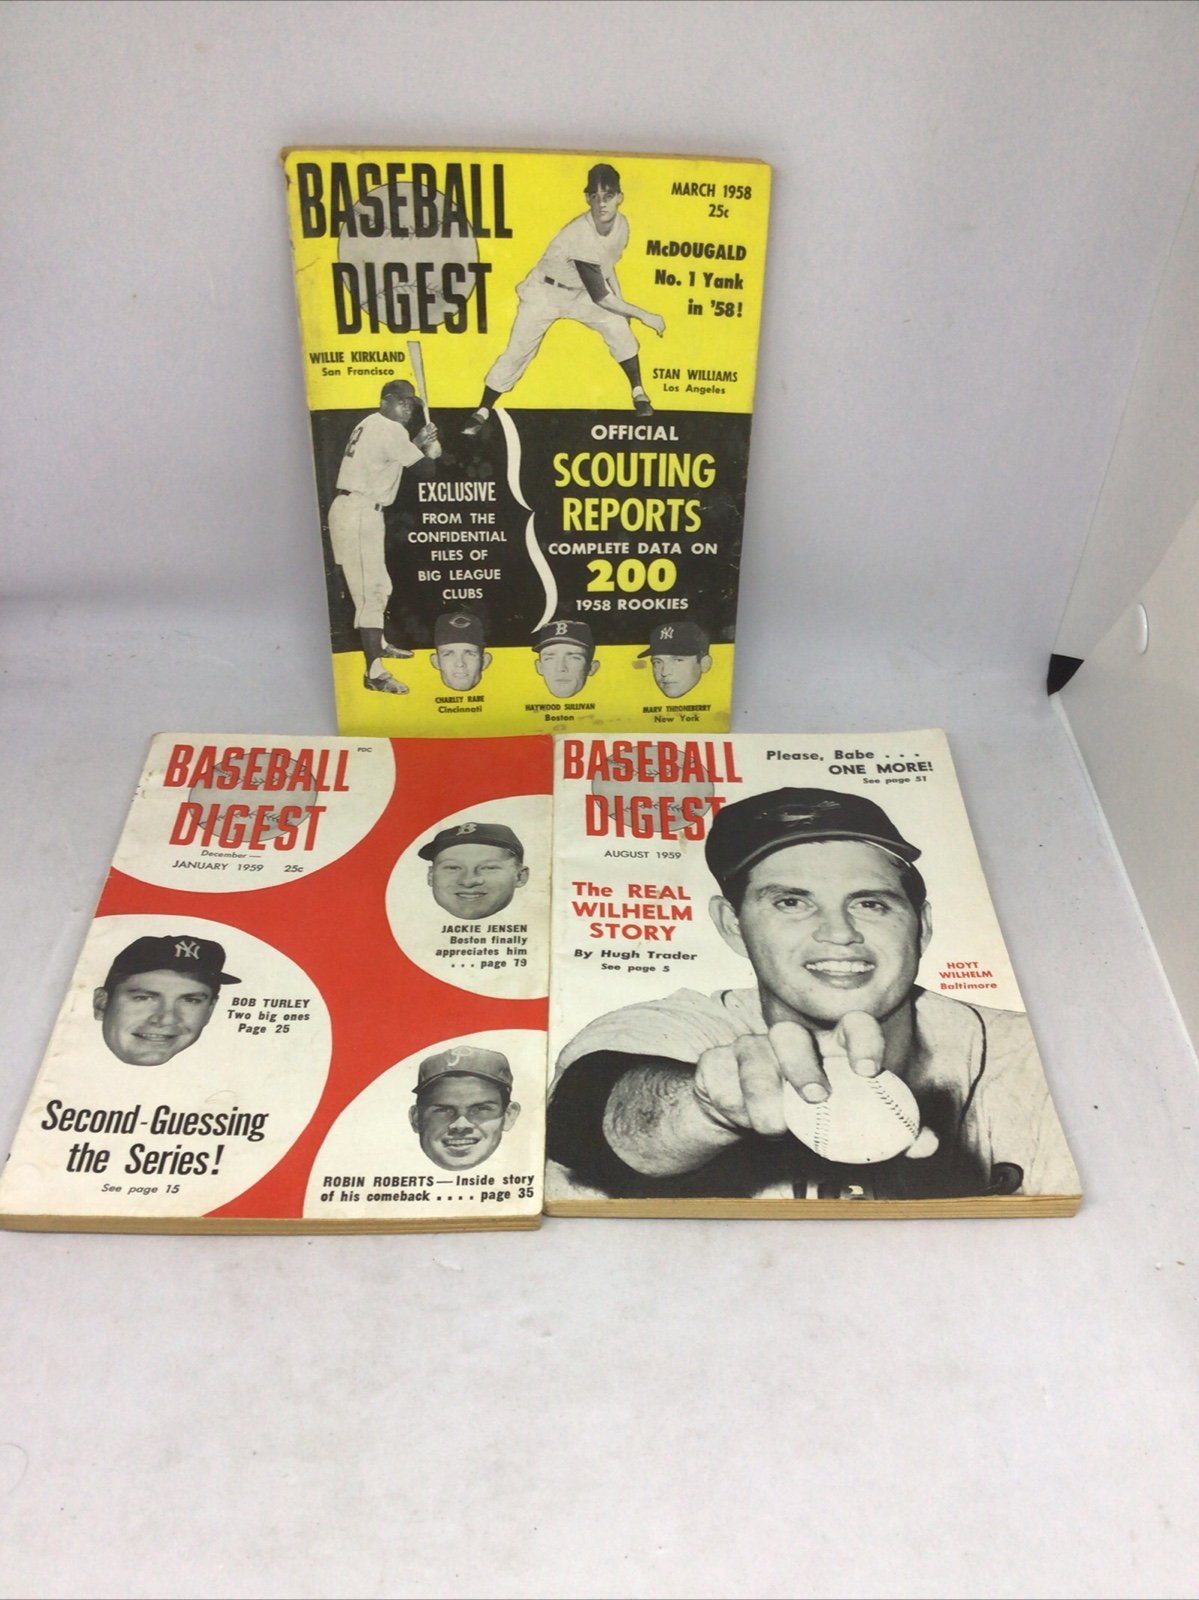 BASEBALL
DIGEST
MARCH 1958
25c
McDOUGALD
No. 1 Yank
in '58!
WILLIE KIRKLAND
San Francisco
STAN WILLIAMS
Los Angeles
EXCLUSIVE
FROM THE
CONFIDENTIAL
FILES OF
BIG LEAGUE
CLUBS
OFFICIAL
SCOUTING
REPORTS
COMPLETE DATA ON
200
1958 ROOKIES
CHARLEY RABE
Cincinnati
HAYWOOD SULLIVAN
Boston
MARV THRONEBERRY
New York
B
NY
BASEBALL
DIGEST
PDC
December—
JANUARY 1959 25c
B
JACKIE JENSEN
Boston finally
appreciates him
... page 79
NY
BOB TURLEY
Two big ones
Page 25
Second-Guessing
the Series!
See page 15
P
ROBIN ROBERTS—Inside story
of his comeback .... page 35
BASEBALL
DIGEST
AUGUST 1959
Please, Babe ...
ONE MORE!
See page 51
The REAL
WILHELM
STORY
By Hugh Trader
See page 5
HOYT
WILHELM
Baltimore